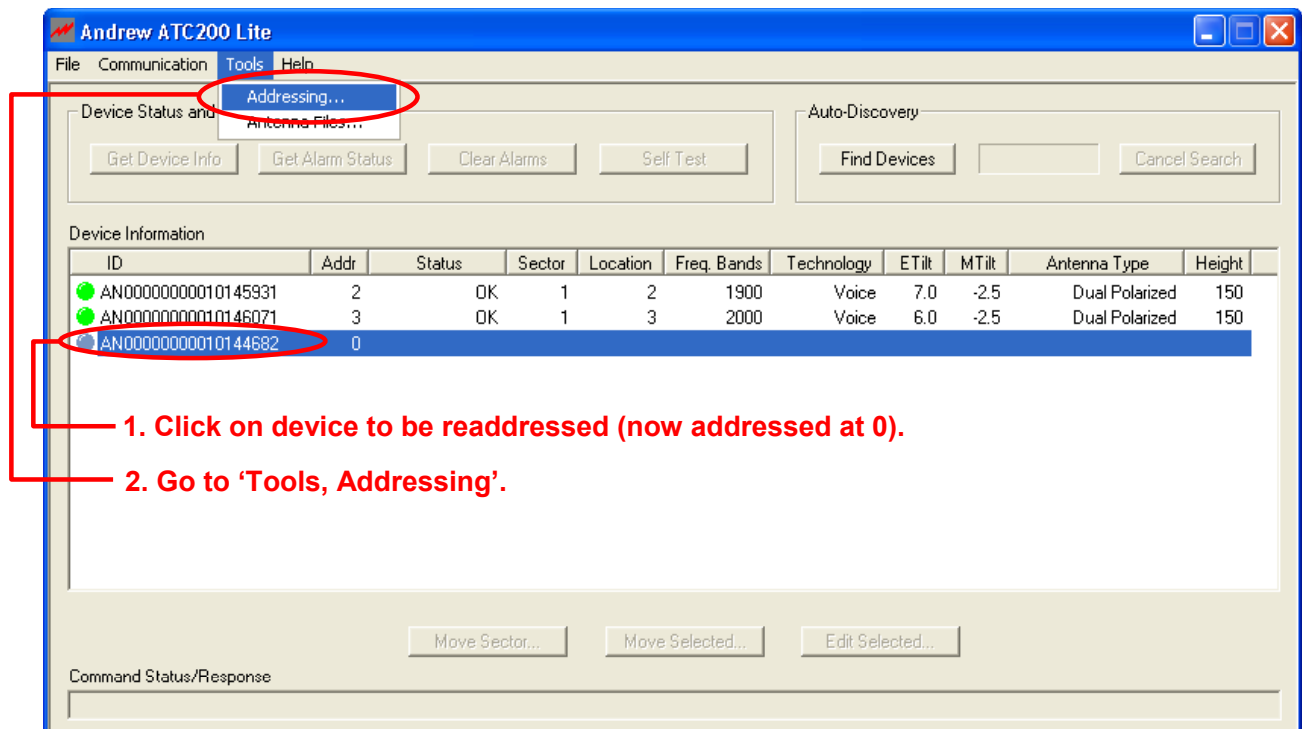 Andrew ATC200 Lite
File Communication Tools Help
Addressing...
Device Status and
Antenna Files...
Auto-Discovery
Get Device Info Get Alarm Status Clear Alarms Self Test Find Devices Cancel Search
Device Information
ID Addr Status Sector Location Freq. Bands Technology ETilt MTilt Antenna Type Height
AN00000000010145931 2 OK 1 2 1900 Voice 7.0 -2.5 Dual Polarized 150
AN00000000010146071 3 OK 1 3 2000 Voice 6.0 -2.5 Dual Polarized 150
AN00000000010144682 0
1. Click on device to be readdressed (now addressed at 0).
2. Go to ‘Tools, Addressing’.
Move Sector... Move Selected... Edit Selected...
Command Status/Response